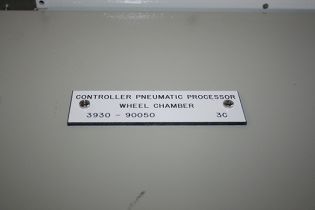 CONTROLLER PNEUMATIC PROCESSOR
WHEEL CHAMBER
3930 - 90050 3C